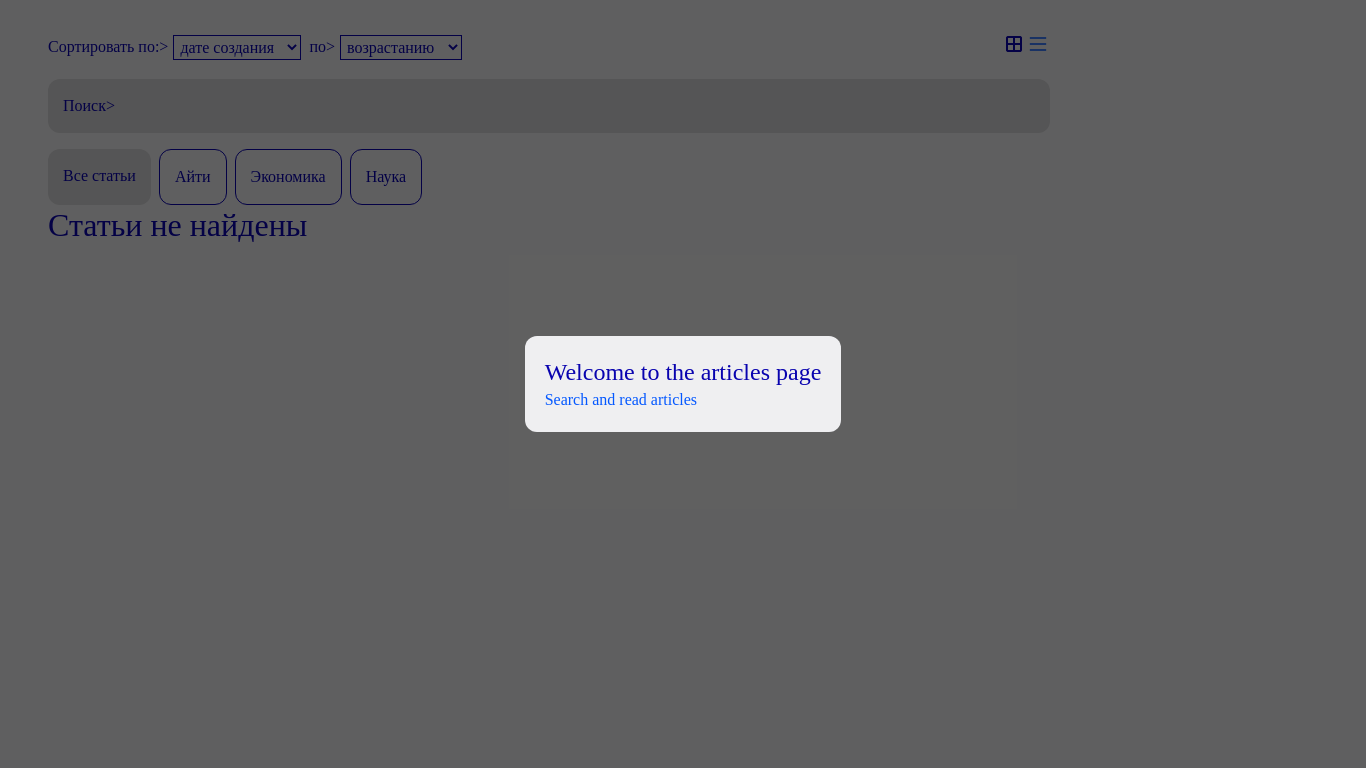 Сортировать по:> дате создания по> возрастанию
Поиск>
Все статьи Айти Экономика Наука
Статьи не найдены
Welcome to the articles page
Search and read articles